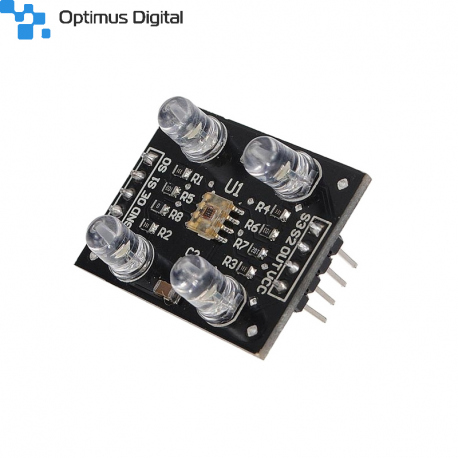 Optimus Digital
GND OE S1 S0
R1
R5
R8
R2
U1
R4
R6
R7
R3
S3 S2 OUT VCC